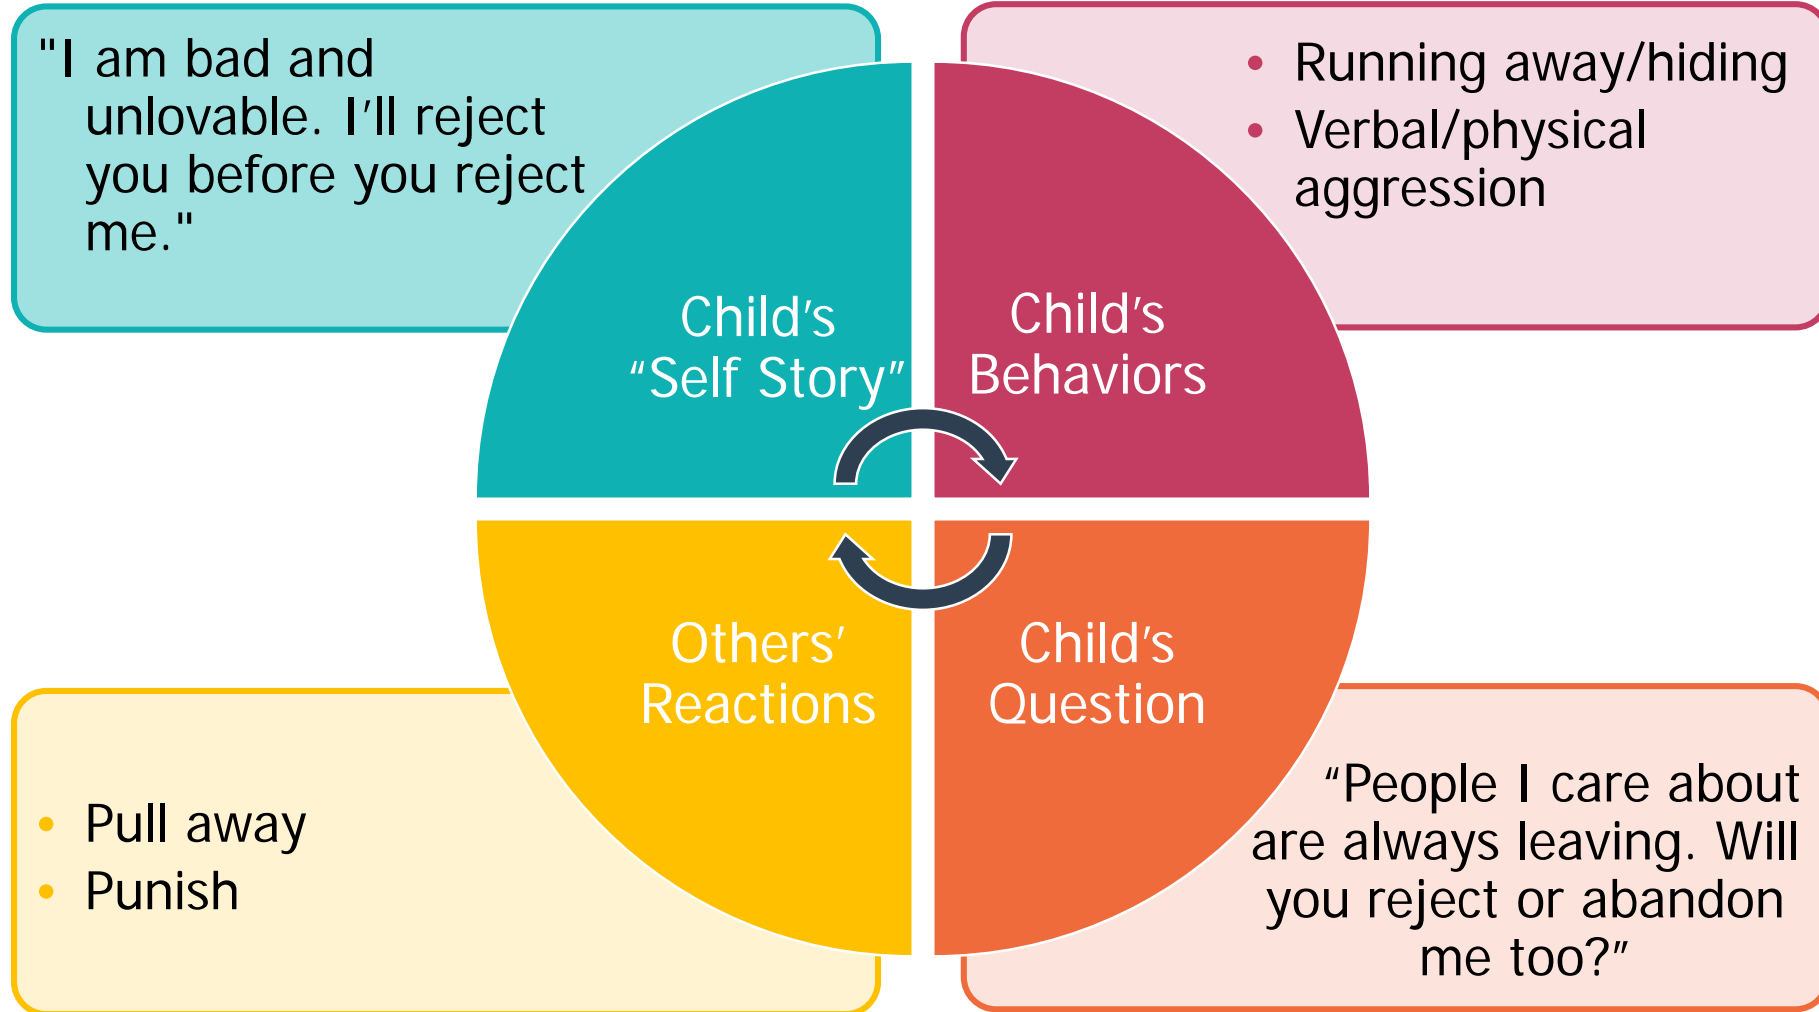 "I am bad and
unlovable. I'll reject
you before you reject
me."
• Running away/hiding
• Verbal/physical
aggression
Child's
“Self Story”
Child's
Behaviors
Others'
Reactions
Child's
Question
• Pull away
• Punish
“People I care about
are always leaving. Will
you reject or abandon
me too?”